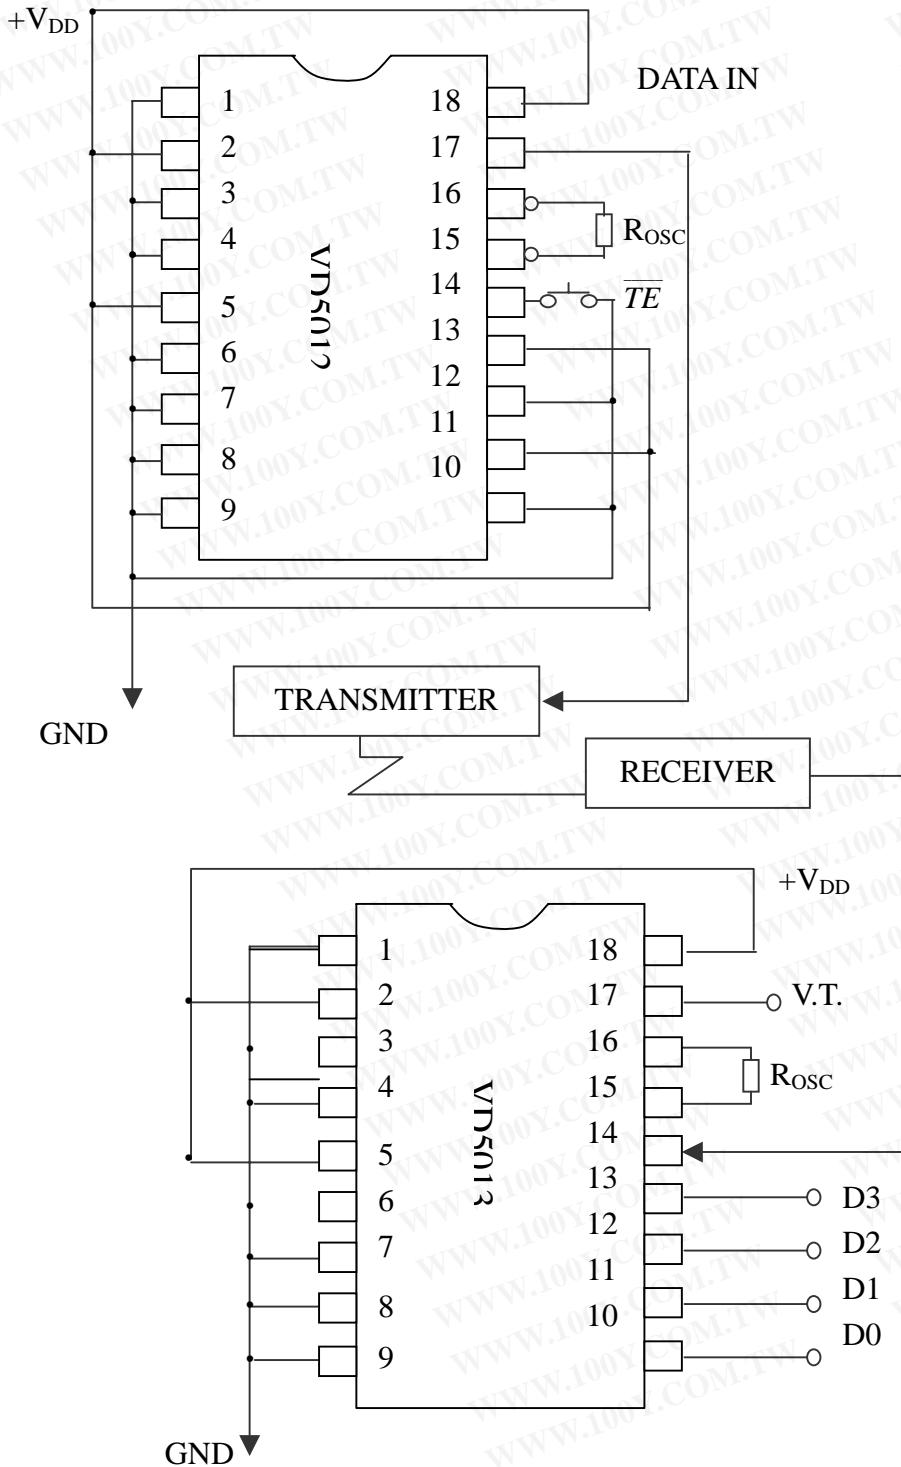 +VDD
DATA IN
1 18
2 17
3 16
ROSC
4 15
14
TE
5 13
6 12
7 11
8 10
9
VD5012
TRANSMITTER
GND
RECEIVER
+VDD
1 18
2 17
V.T.
3 16
ROSC
4 15
14
5
13
D3
6 12
D2
7 11
D1
8 10
D0
9
VD5013
GND
WWW.100Y.COM.TW